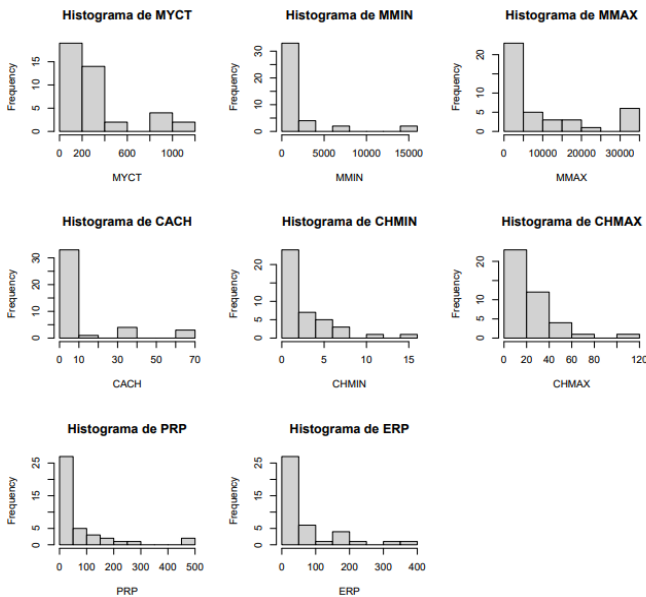 Histograma de MYCT
Frequency
0 5 10 15
0 200 600 1000
MYCT
Histograma de MMIN
Frequency
0 10 20 30
0 5000 10000 15000
MMIN
Histograma de MMAX
Frequency
0 5 10 20
0 10000 20000 30000
MMAX
Histograma de CACH
Frequency
0 10 20 30
0 10 30 50 70
CACH
Histograma de CHMIN
Frequency
0 5 10 20
0 5 10 15
CHMIN
Histograma de CHMAX
Frequency
0 5 10 20
0 20 40 60 80 120
CHMAX
Histograma de PRP
Frequency
0 5 15 25
0 100 200 300 400 500
PRP
Histograma de ERP
Frequency
0 5 15 25
0 100 200 300 400
ERP